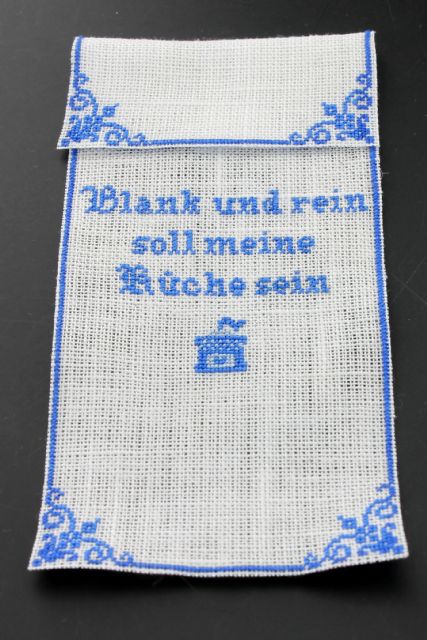 Blank und rein
soll meine
Küche sein